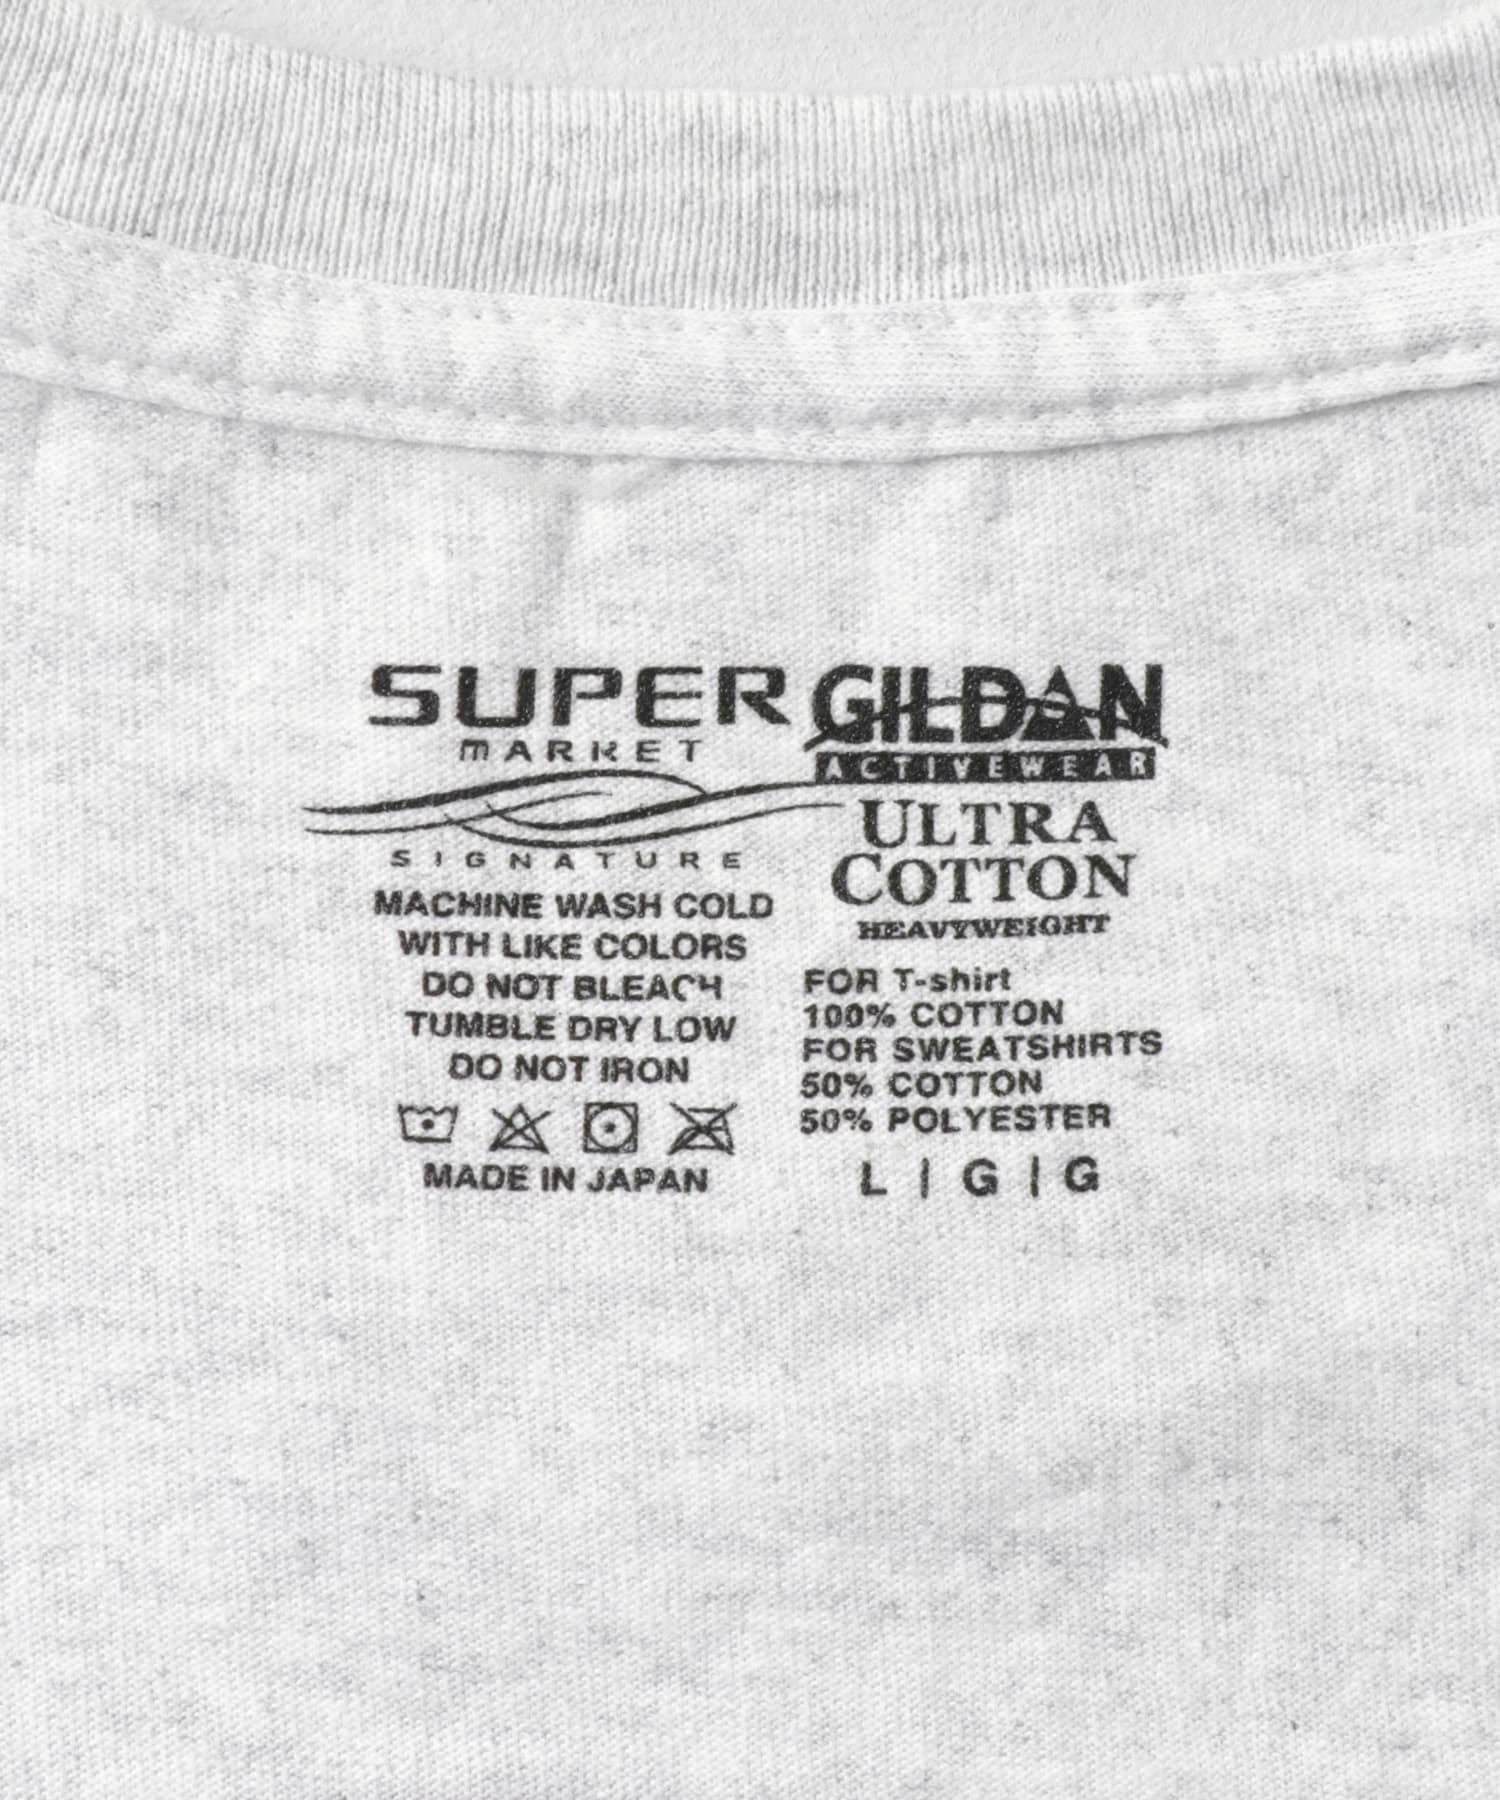 SUPER
MARKET
SIGNATURE
MACHINE WASH COLD
WITH LIKE COLORS
DO NOT BLEACH
TUMBLE DRY LOW
DO NOT IRON
MADE IN JAPAN
GILDAN
ACTIVEWEAR
ULTRA
COTTON
HEAVYWEIGHT
FOR T-shirt
100% COTTON
FOR SWEATSHIRTS
50% COTTON
50% POLYESTER
L | G | G